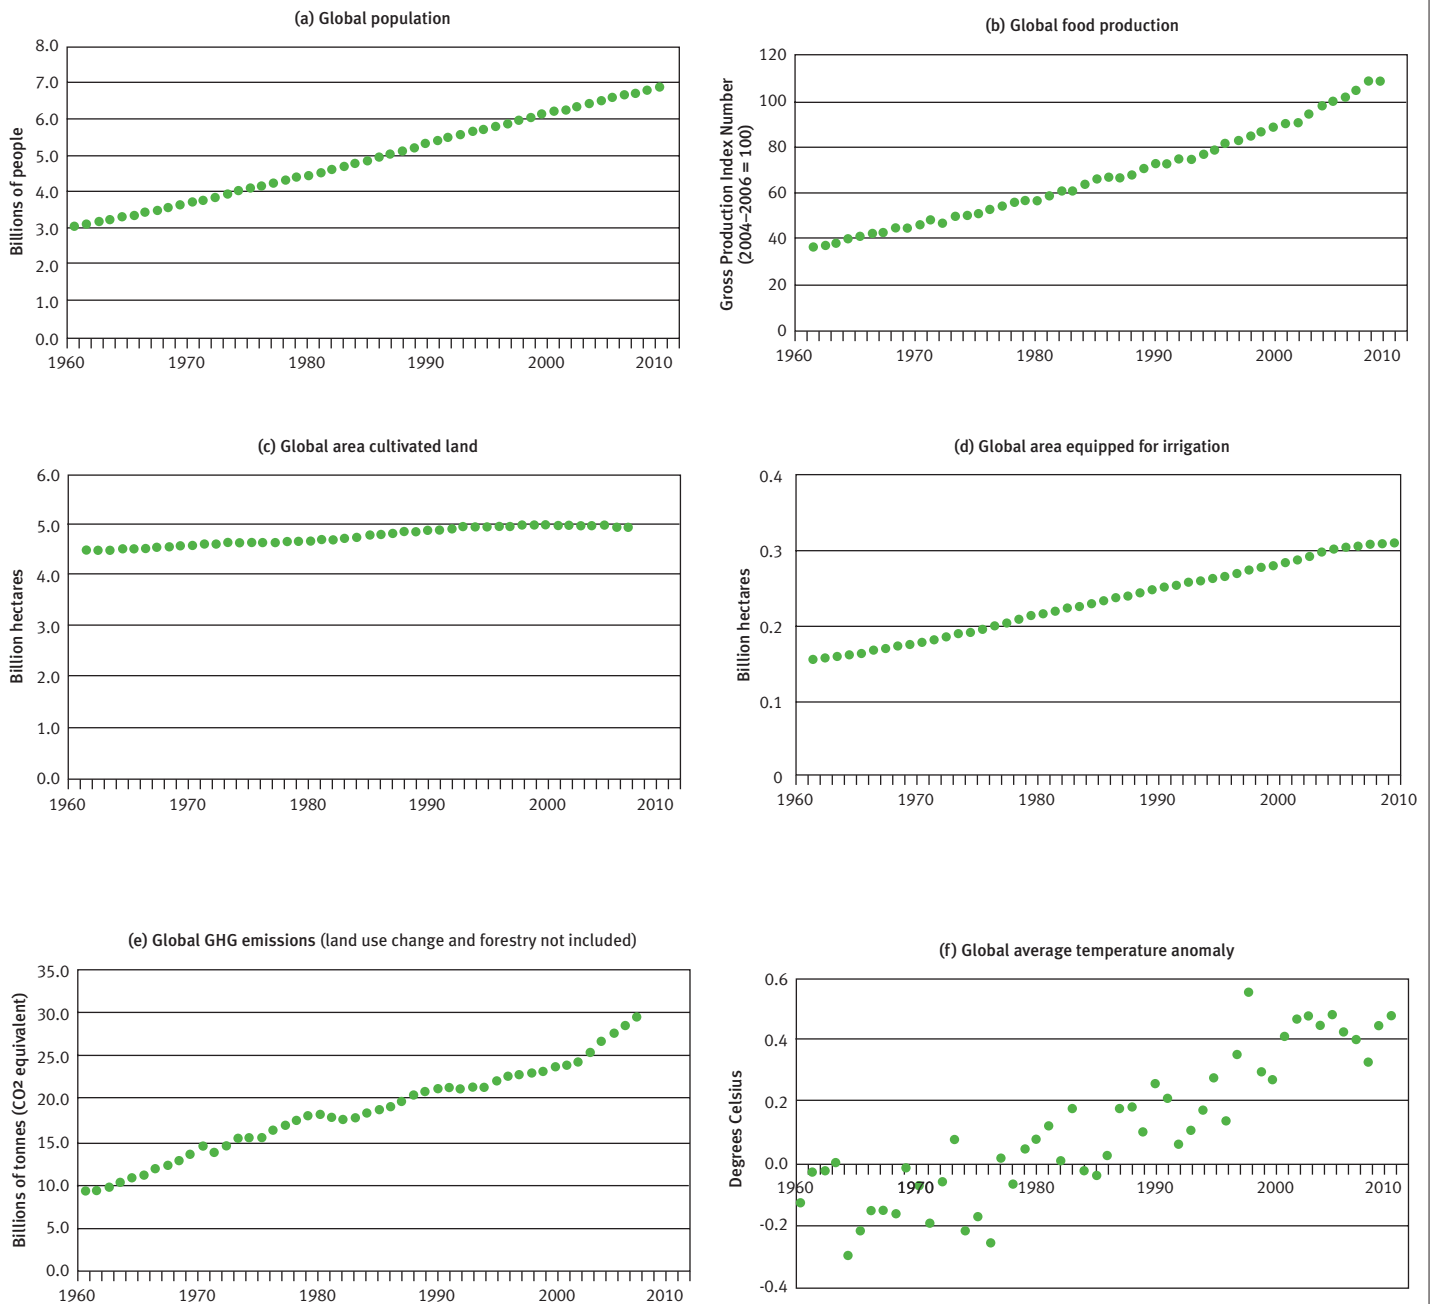 (a) Global population
Billions of people
8.0
7.0
6.0
5.0
4.0
3.0
2.0
1.0
0.0
1960 1970 1980 1990 2000 2010
(b) Global food production
Gross Production Index Number
(2004–2006 = 100)
120
100
80
60
40
20
0
1960 1970 1980 1990 2000 2010
(c) Global area cultivated land
Billion hectares
6.0
5.0
4.0
3.0
2.0
1.0
0.0
1960 1970 1980 1990 2000 2010
(d) Global area equipped for irrigation
Billion hectares
0.4
0.3
0.2
0.1
0
1960 1970 1980 1990 2000 2010
(e) Global GHG emissions (land use change and forestry not included)
Billions of tonnes (CO2 equivalent)
35.0
30.0
25.0
20.0
15.0
10.0
5.0
0.0
1960 1970 1980 1990 2000 2010
(f) Global average temperature anomaly
Degrees Celsius
0.6
0.4
0.2
0.0
-0.2
-0.4
1960 1970 1980 1990 2000 2010